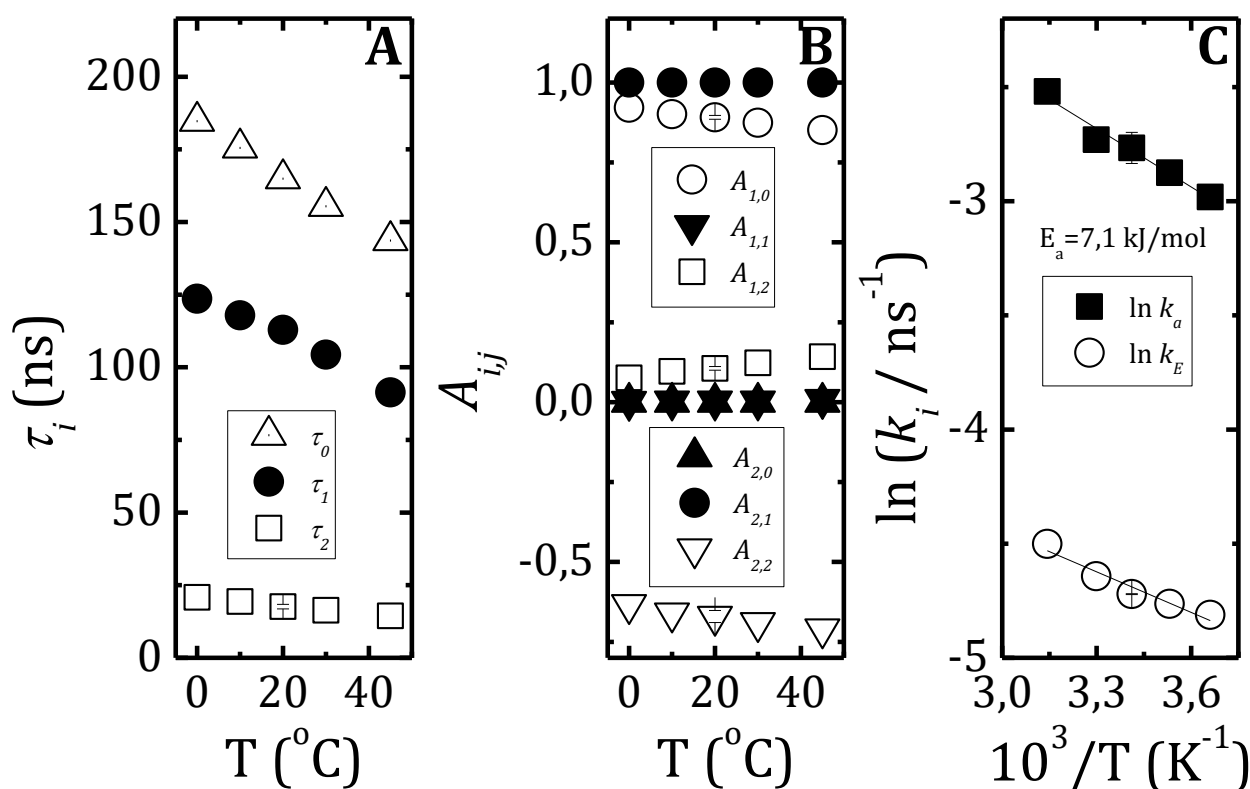 A
200
150
100
50
0
τi (ns)
τ0
τ1
τ2
0 20 40
T (oC)
B
1,0
0,5
0,0
-0,5
Ai,j
A1,0
A1,1
A1,2
A2,0
A2,1
A2,2
0 20 40
T (oC)
C
-3
-4
-5
ln (ki / ns-1)
Ea=7,1 kJ/mol
ln ka
ln kE
3,0 3,3 3,6
103/T (K-1)